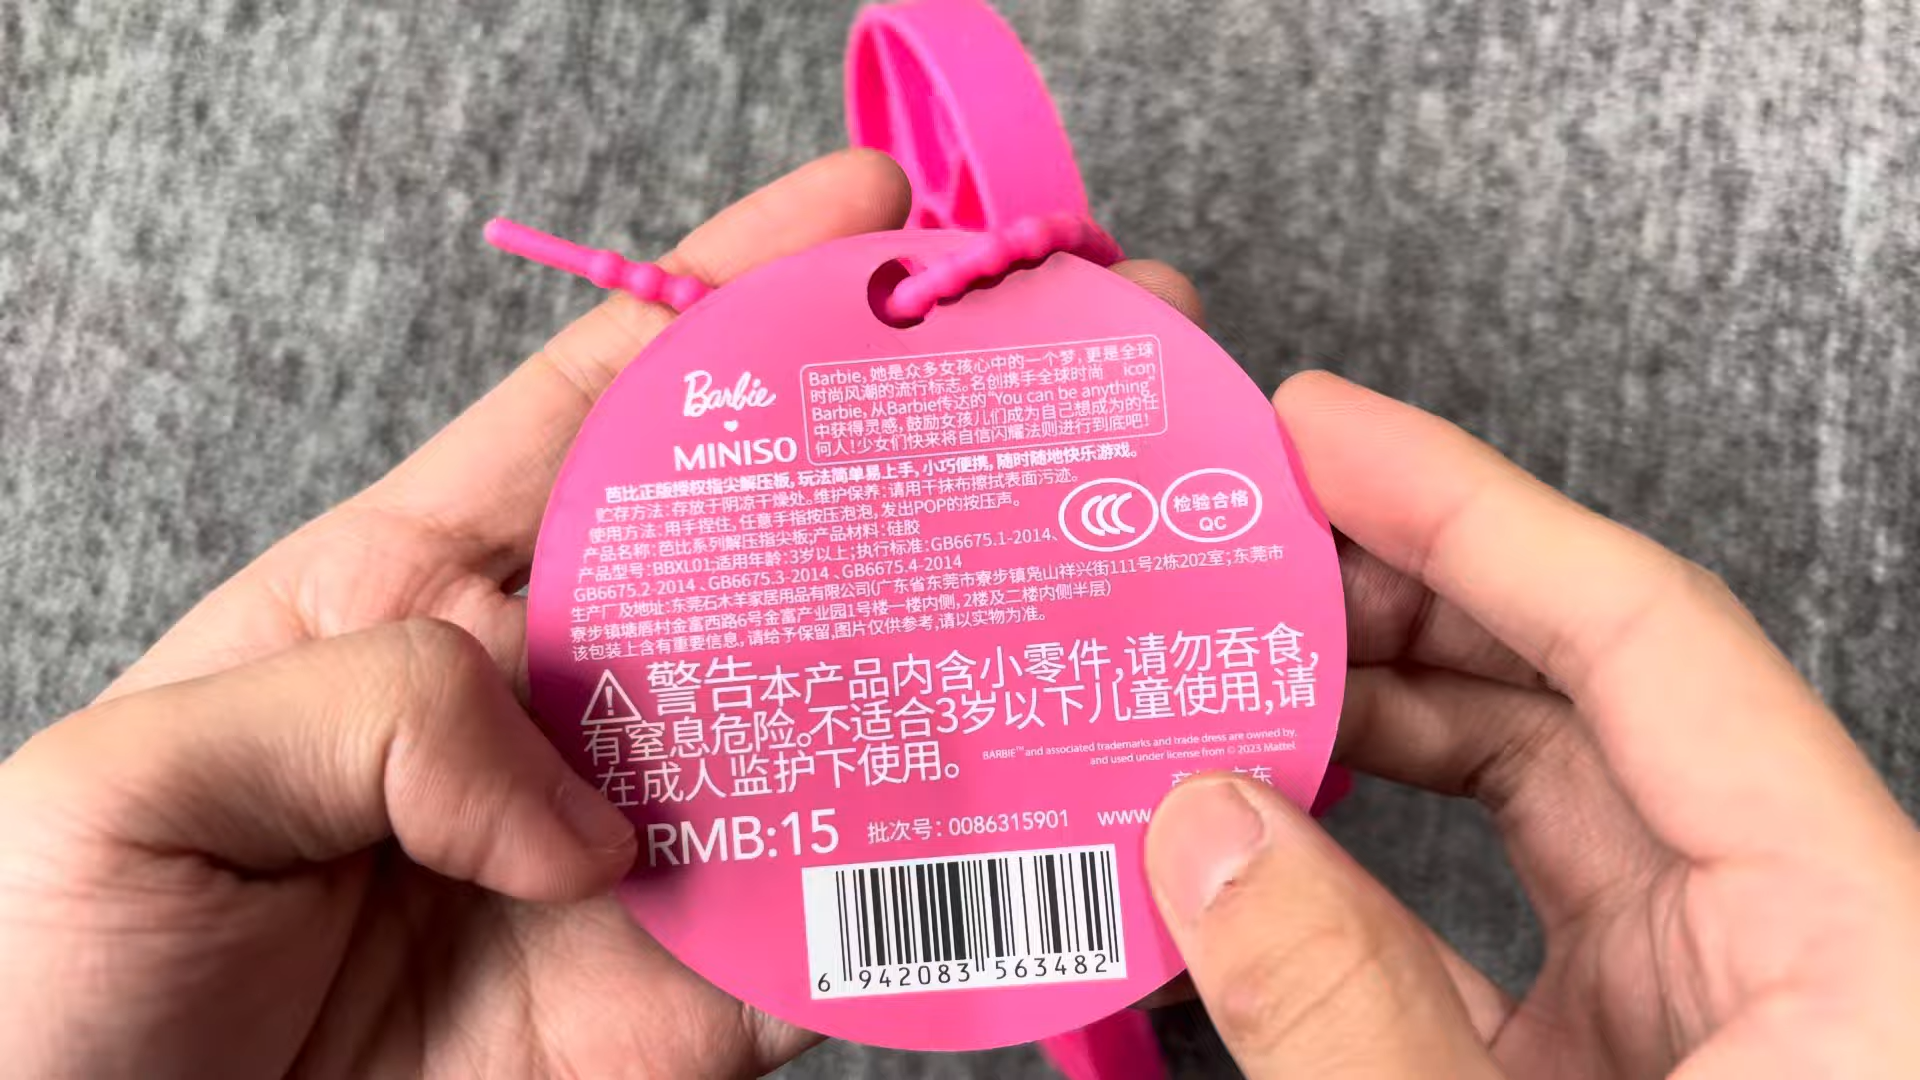 Barbie
MINISO
Barbie,她是众多女孩心中的一个梦,更是全球
时尚风潮的流行标志。名创携手全球时尚 icon
Barbie,从Barbie传达的“You can be anything”
中获得灵感,鼓励女孩儿们成为自己想成为的任
何人!少女们快来将自信闪耀法则进行到底吧!
芭比正版授权指尖解压板,玩法简单易上手,小巧便携,随时随地快乐游戏。
贮存方法:存放于阴凉干燥处。维护保养:请用干抹布擦拭表面污迹。
使用方法:用手捏住,任意手指按压泡泡,发出POP的按压声。
产品名称:芭比系列解压指尖板;产品材料:硅胶
产品型号:BBXL01;适用年龄:3岁以上;执行标准:GB6675.1-2014、
GB6675.2-2014、GB6675.3-2014、GB6675.4-2014
CCC
检验合格
QC
生产厂及地址:东莞石木羊家居用品有限公司(广东省东莞市寮步镇凫山祥兴街111号2栋202室;东莞市
寮步镇塘唇村金富西路6号金富产业园1号楼一楼内侧,2楼及二楼内侧半层)
该包装上含有重要信息,请给予保留,图片仅供参考,请以实物为准。
警告本产品内含小零件,请勿吞食,
有窒息危险。不适合3岁以下儿童使用,请
在成人监护下使用。
BARBIE™ and associated trademarks and trade dress are owned by,
and used under license from © 2023 Mattel
RMB:15
批次号:0086315901
www
6 942083 563482